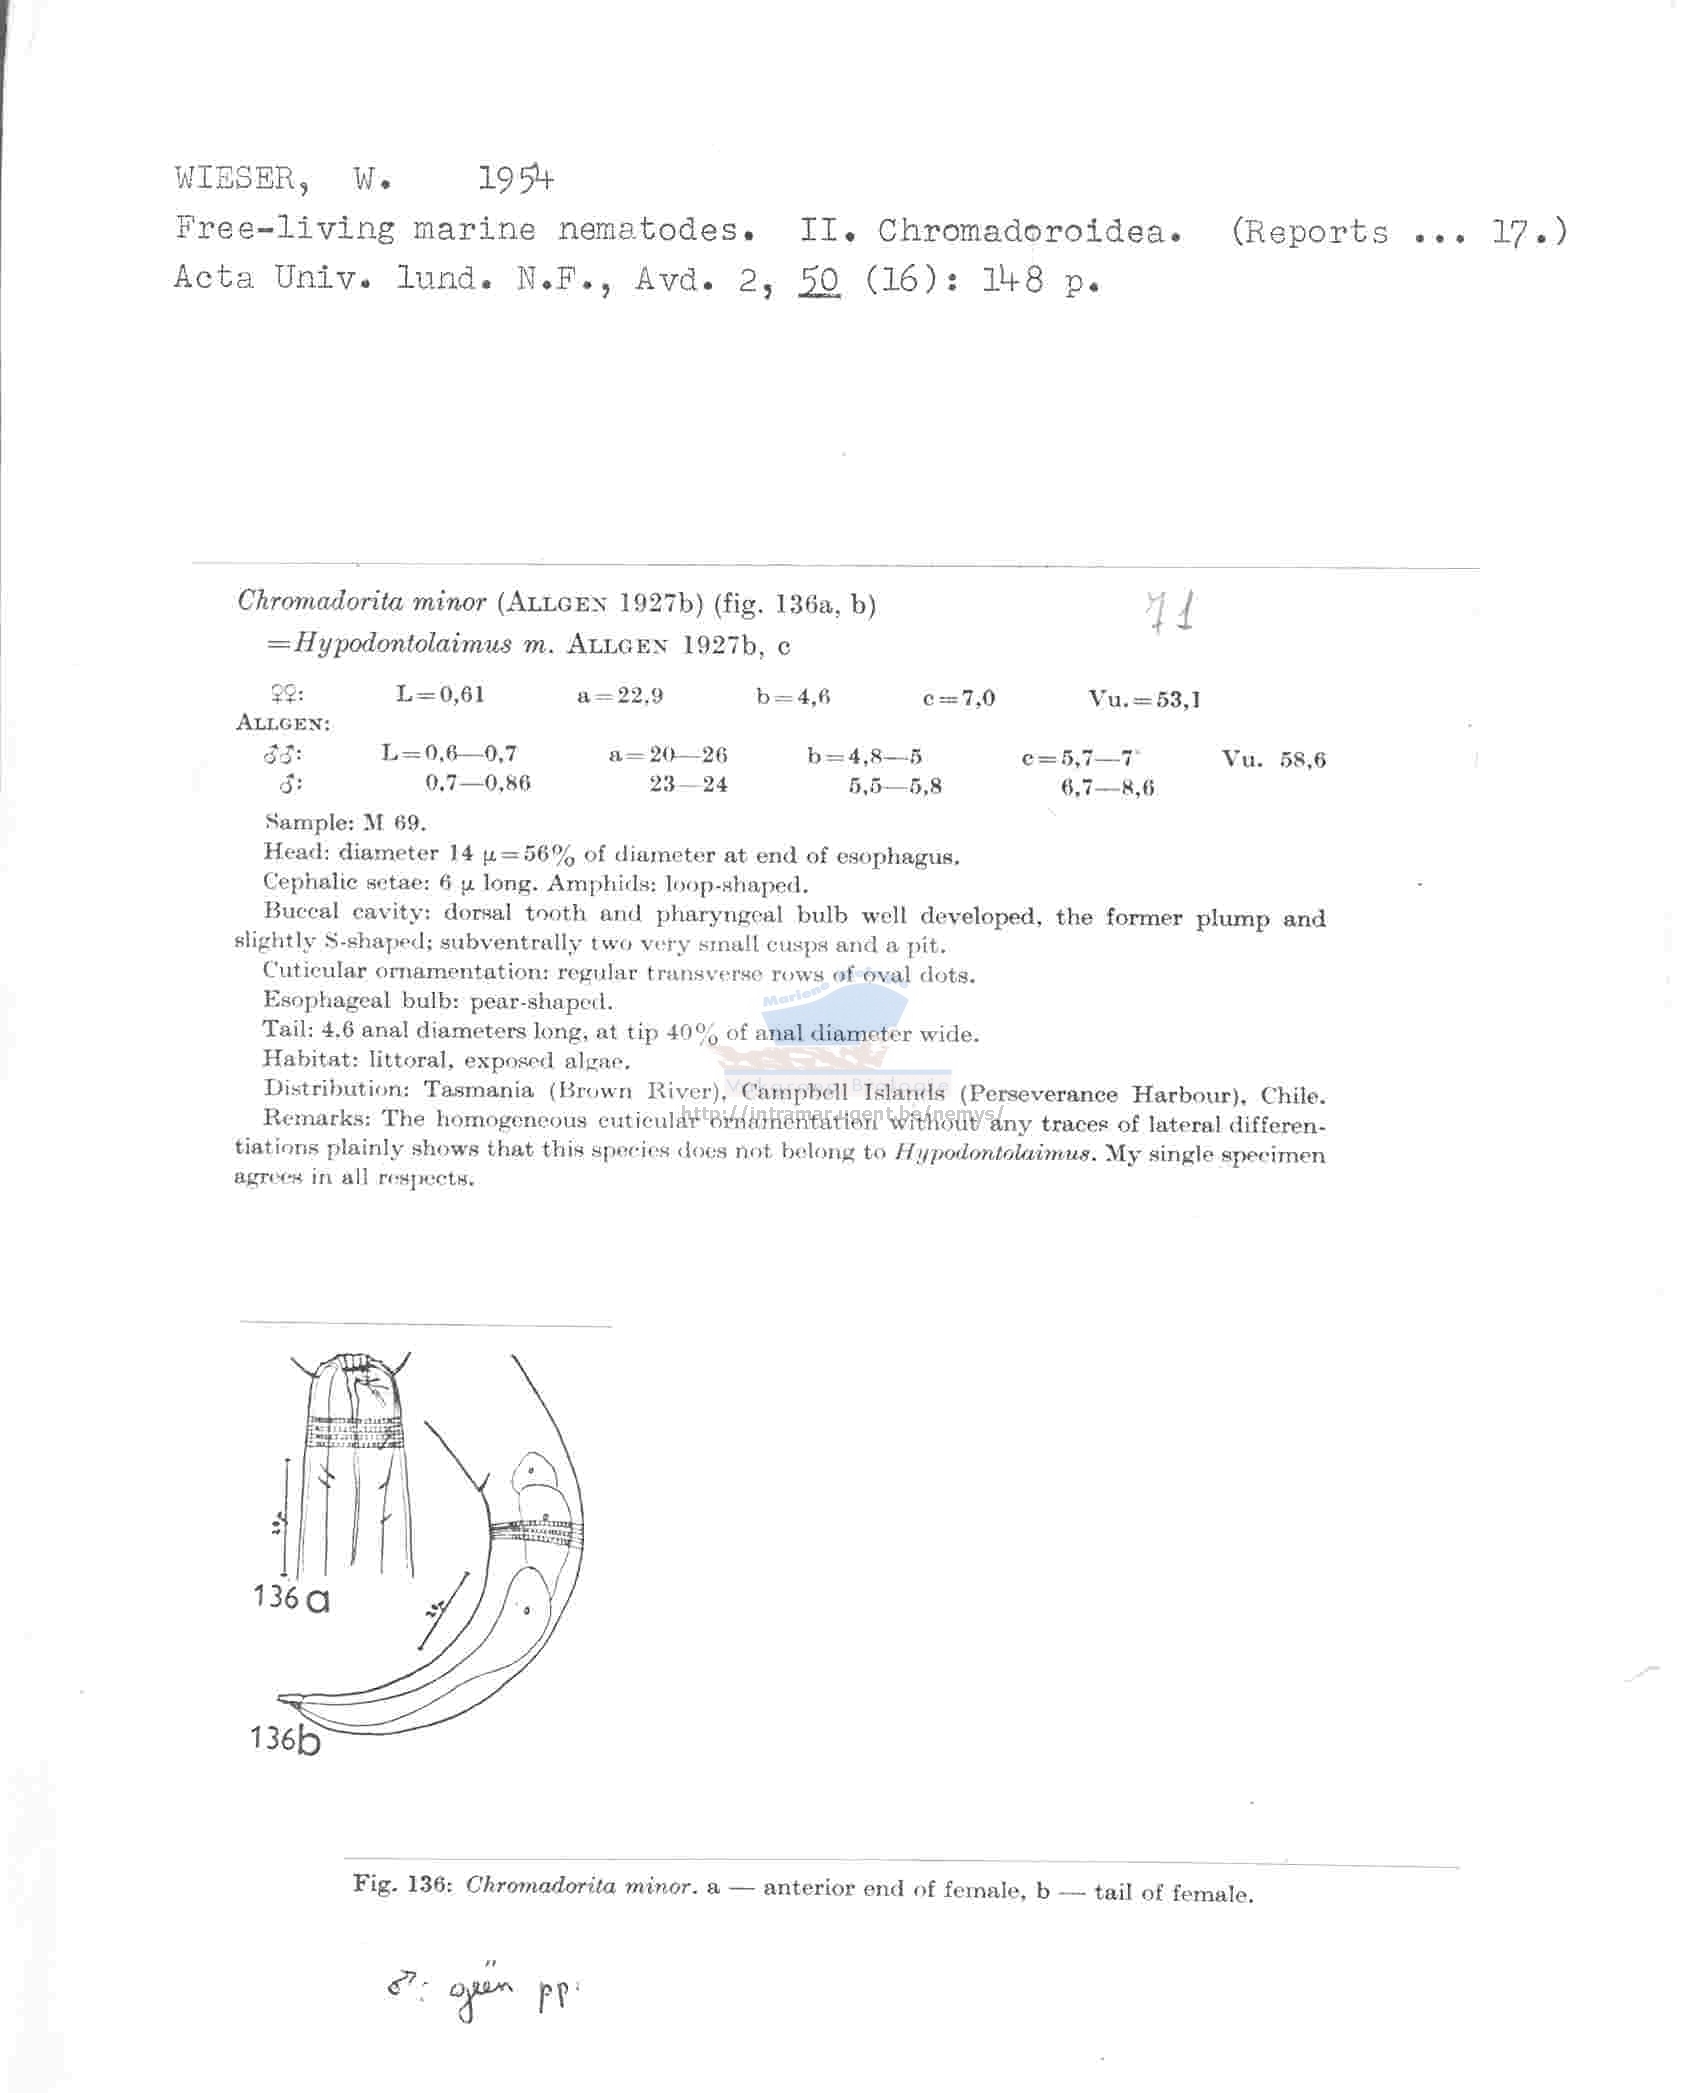 WIESER, W. 1954
Free-living marine nematodes. II. Chromadoroidea. (Reports ... 17.)
Acta Univ. lund. N.F., Avd. 2, 50 (16): 148 p.
Chromadorita minor (ALLGEN 1927b) (fig. 136a, b)
71
=Hypodontolaimus m. ALLGEN 1927b, c
♀♀: L=0,61 a=22,9 b=4,6 c=7,0 Vu.=53,1
ALLGEN:
♂♂: L=0,6—0,7 a=20—26 b=4,8—5 c=5,7—7 Vu. 58,6
♂: 0,7—0,86 23—24 5,5—5,8 6,7—8,6
Sample: M 69.
Head: diameter 14 μ=56% of diameter at end of esophagus.
Cephalic setae: 6 μ long. Amphids: loop-shaped.
Buccal cavity: dorsal tooth and pharyngeal bulb well developed, the former plump and
slightly S-shaped; subventrally two very small cusps and a pit.
Cuticular ornamentation: regular transverse rows of oval dots.
Esophageal bulb: pear-shaped.
Tail: 4.6 anal diameters long, at tip 40% of anal diameter wide.
Habitat: littoral, exposed algae.
Distribution: Tasmania (Brown River), Campbell Islands (Perseverance Harbour), Chile.
Remarks: The homogeneous cuticular ornamentation without any traces of lateral differen-
tiations plainly shows that this species does not belong to Hypodontolaimus. My single specimen
agrees in all respects.
Mariene
http://intramar.ugent.be/nemys/
136a
136b
Fig. 136: Chromadorita minor. a — anterior end of female, b — tail of female.
♂: geën pp.